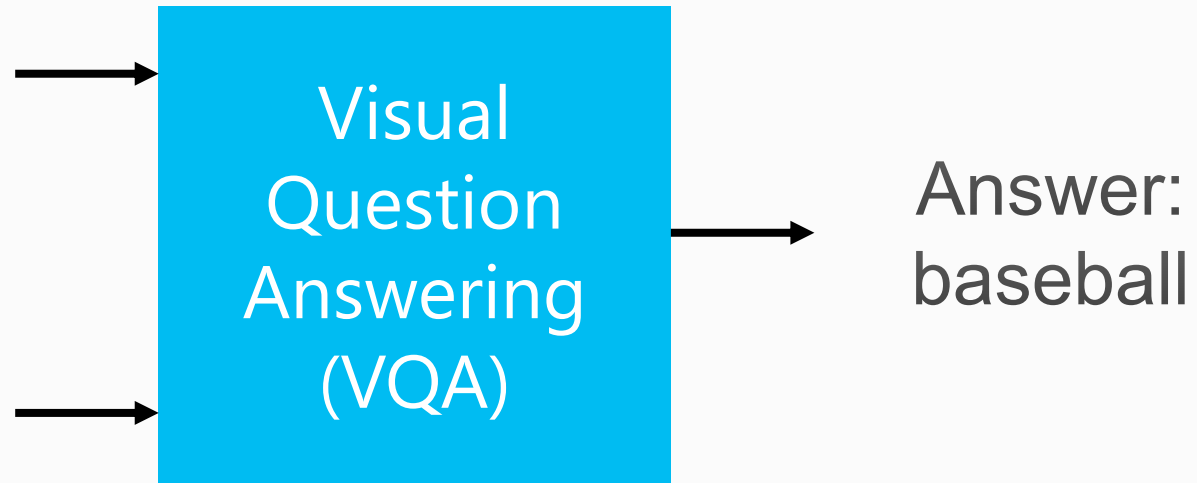 Visual
Question
Answering
(VQA)
Answer:
baseball